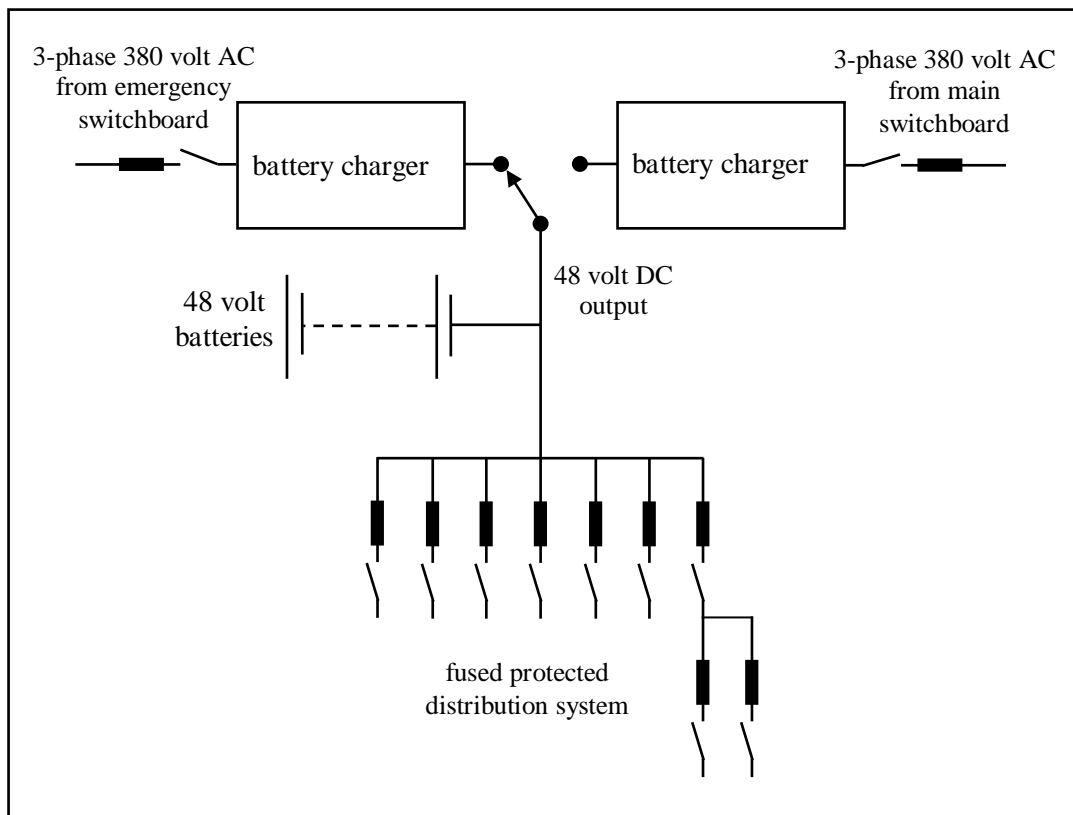 3-phase 380 volt AC
from emergency
switchboard
3-phase 380 volt AC
from main
switchboard
battery charger
battery charger
48 volt DC
output
48 volt
batteries
fused protected
distribution system